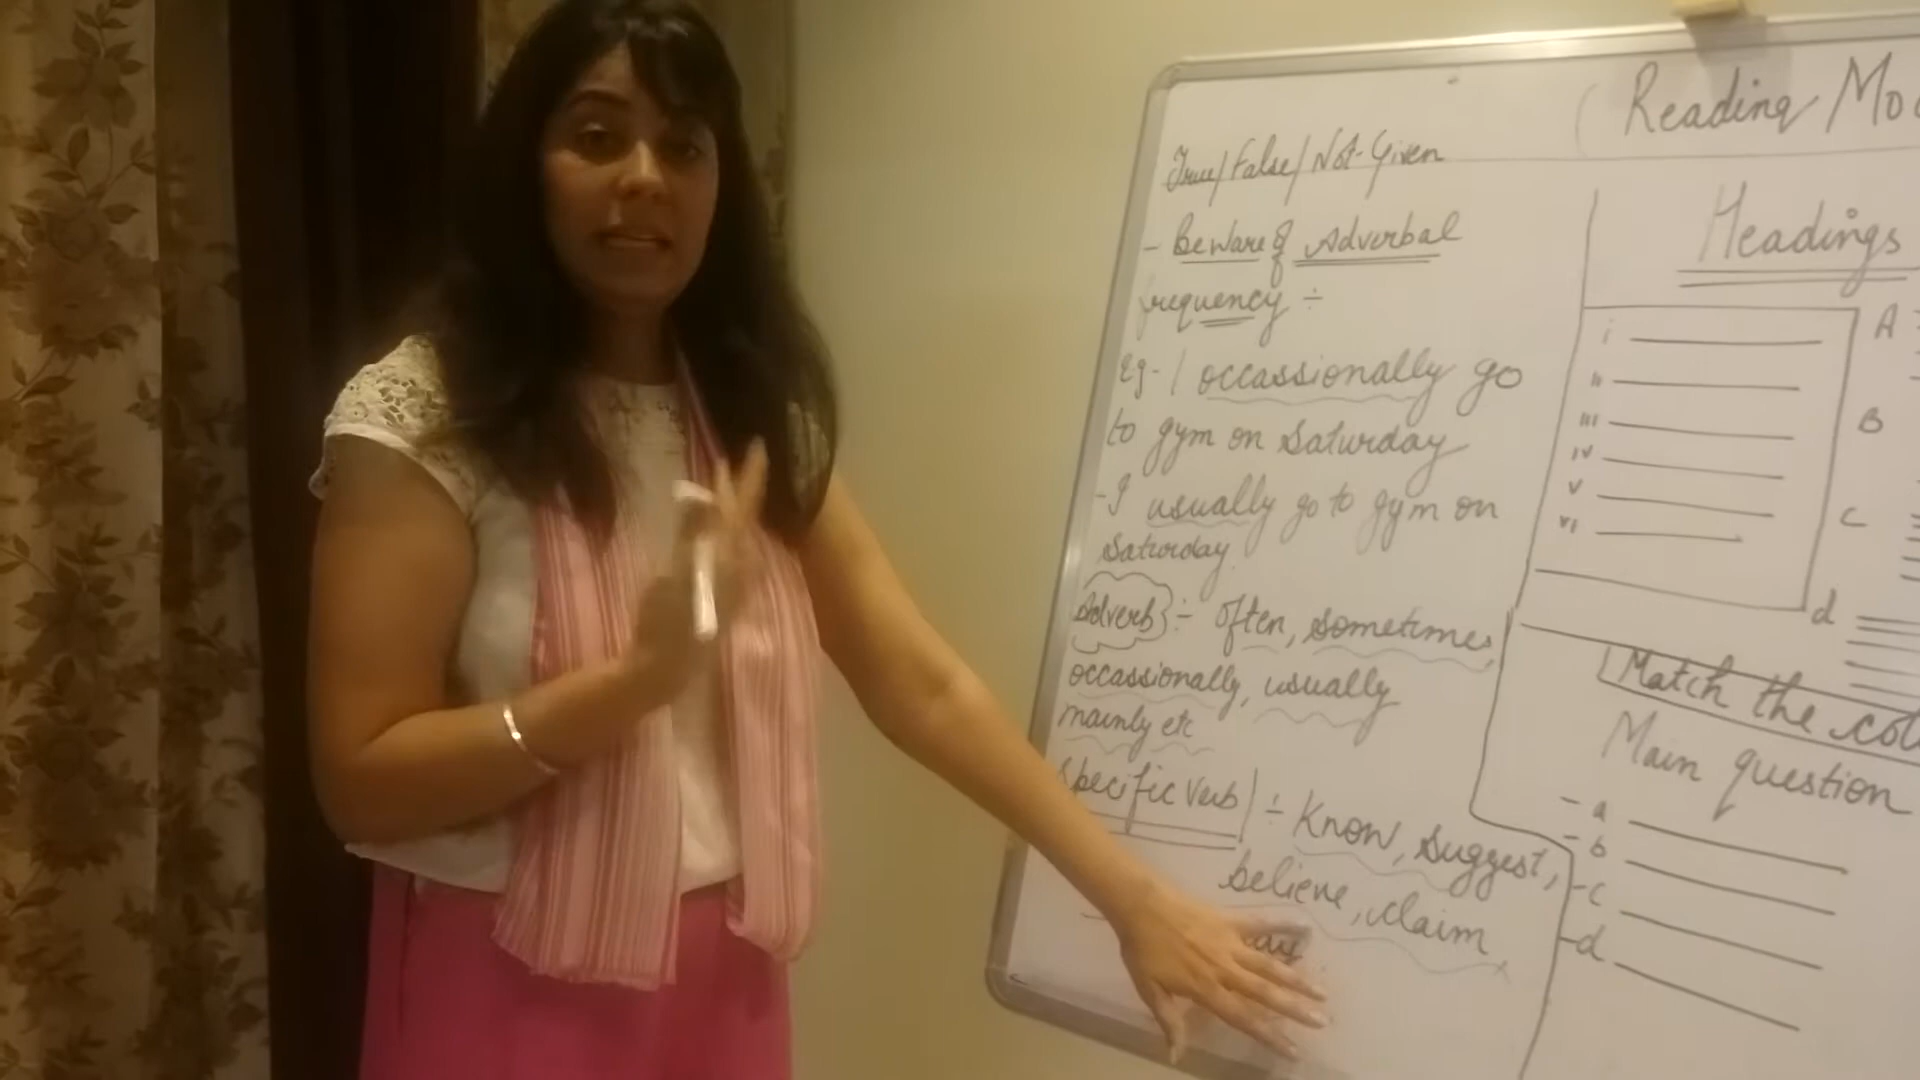 Reading
True/False/Not-Given
- Beware of Adverbal
frequency ÷
Eg- I occassionally go
to gym on Saturday
- I usually go to gym on
Saturday
Adverb ÷ often, sometimes,
occassionally, usually
mainly etc
Specific Verb ÷ Know, suggest,
believe, claim
Headings
i
ii
iii
iv
v
vi
A
B
C
d
Match the
Main question
- a
- b
- c
- d